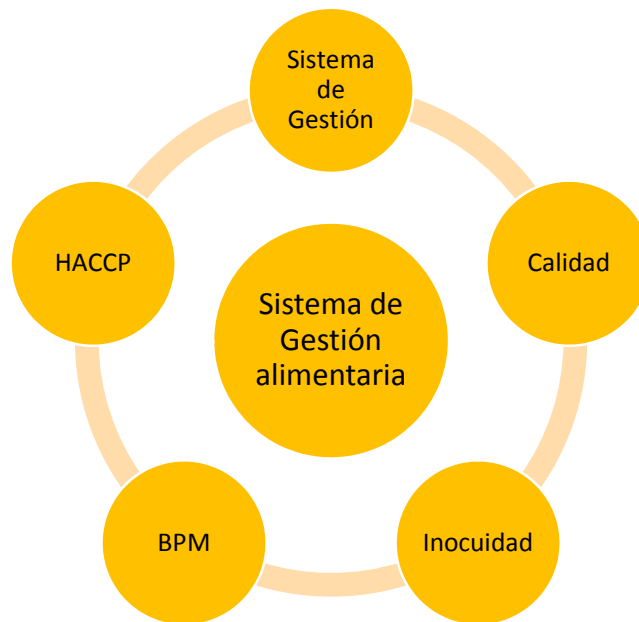 Sistema
de
Gestión
HACCP
Calidad
Sistema de
Gestión
alimentaria
BPM
Inocuidad